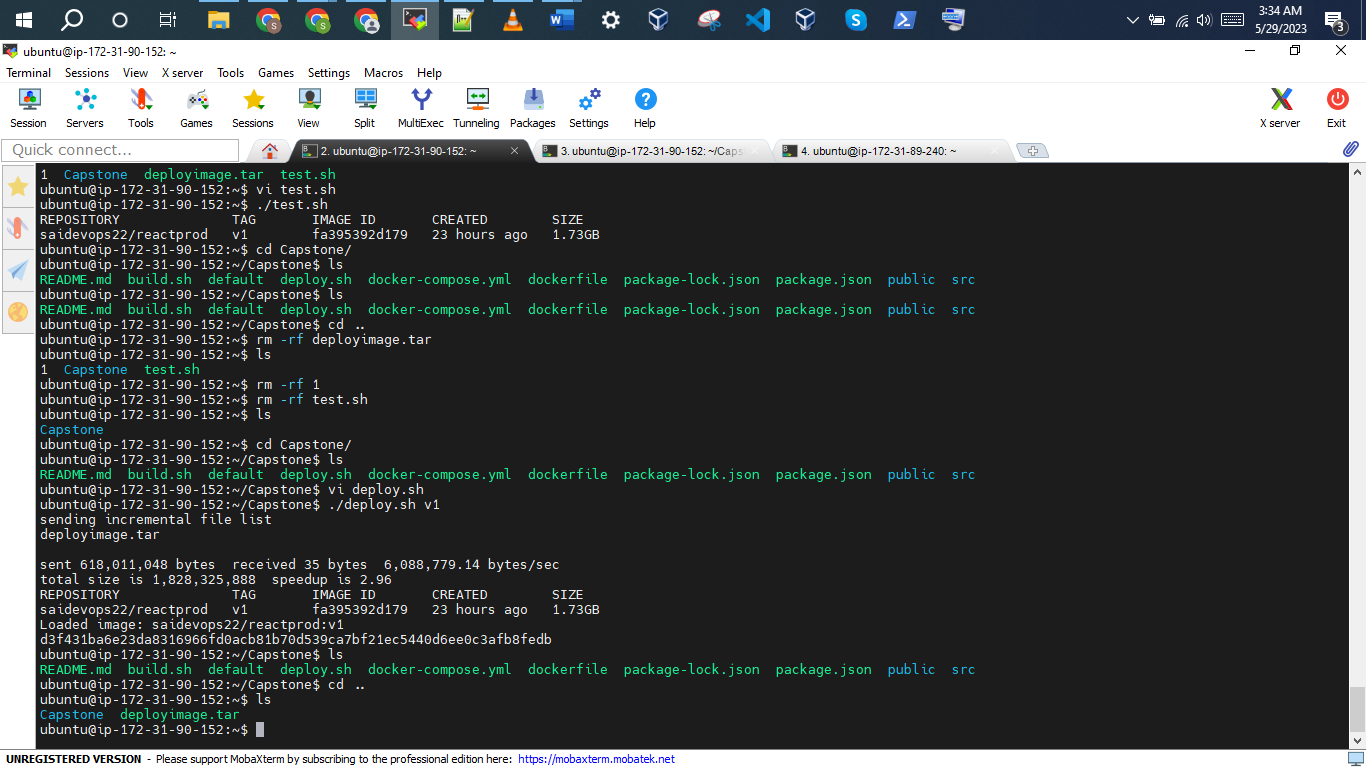 3:34 AM
5/29/2023
3
ubuntu@ip-172-31-90-152: ~
Terminal Sessions View X server Tools Games Settings Macros Help
Session Servers Tools Games Sessions View Split MultiExec Tunneling Packages Settings Help X server Exit
Quick connect...
2. ubuntu@ip-172-31-90-152: ~
3. ubuntu@ip-172-31-90-152: ~/Caps
4. ubuntu@ip-172-31-89-240: ~
1  Capstone  deployimage.tar  test.sh
ubuntu@ip-172-31-90-152:~$ vi test.sh
ubuntu@ip-172-31-90-152:~$ ./test.sh
REPOSITORY              TAG       IMAGE ID       CREATED        SIZE
saidevops22/reactprod   v1        fa395392d179   23 hours ago   1.73GB
ubuntu@ip-172-31-90-152:~$ cd Capstone/
ubuntu@ip-172-31-90-152:~/Capstone$ ls
README.md  build.sh  default  deploy.sh  docker-compose.yml  dockerfile  package-lock.json  package.json  public  src
ubuntu@ip-172-31-90-152:~/Capstone$ ls
README.md  build.sh  default  deploy.sh  docker-compose.yml  dockerfile  package-lock.json  package.json  public  src
ubuntu@ip-172-31-90-152:~/Capstone$ cd ..
ubuntu@ip-172-31-90-152:~$ rm -rf deployimage.tar
ubuntu@ip-172-31-90-152:~$ ls
1  Capstone  test.sh
ubuntu@ip-172-31-90-152:~$ rm -rf 1
ubuntu@ip-172-31-90-152:~$ rm -rf test.sh
ubuntu@ip-172-31-90-152:~$ ls
Capstone
ubuntu@ip-172-31-90-152:~$ cd Capstone/
ubuntu@ip-172-31-90-152:~/Capstone$ ls
README.md  build.sh  default  deploy.sh  docker-compose.yml  dockerfile  package-lock.json  package.json  public  src
ubuntu@ip-172-31-90-152:~/Capstone$ vi deploy.sh
ubuntu@ip-172-31-90-152:~/Capstone$ ./deploy.sh v1
sending incremental file list
deployimage.tar
sent 618,011,048 bytes  received 35 bytes  6,088,779.14 bytes/sec
total size is 1,828,325,888  speedup is 2.96
REPOSITORY              TAG       IMAGE ID       CREATED        SIZE
saidevops22/reactprod   v1        fa395392d179   23 hours ago   1.73GB
Loaded image: saidevops22/reactprod:v1
d3f431ba6e23da8316966fd0acb81b70d539ca7bf21ec5440d6ee0c3afb8fedb
ubuntu@ip-172-31-90-152:~/Capstone$ ls
README.md  build.sh  default  deploy.sh  docker-compose.yml  dockerfile  package-lock.json  package.json  public  src
ubuntu@ip-172-31-90-152:~/Capstone$ cd ..
ubuntu@ip-172-31-90-152:~$ ls
Capstone  deployimage.tar
ubuntu@ip-172-31-90-152:~$
UNREGISTERED VERSION - Please support MobaXterm by subscribing to the professional edition here: https://mobaxterm.mobatek.net